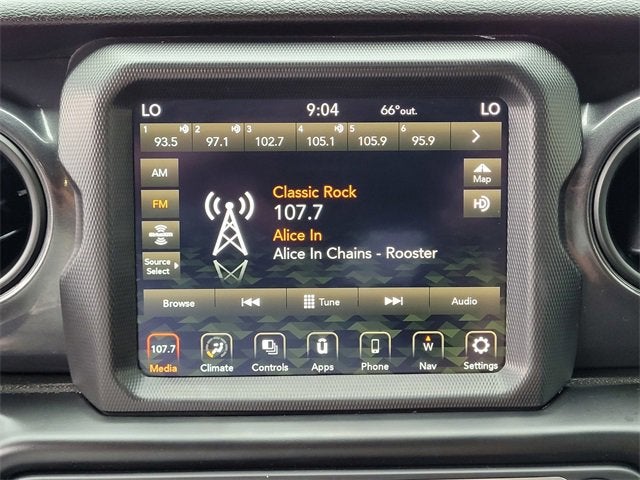 LO 9:04 66°out. LO
1 2 3 4 5 6
93.5 97.1 102.7 105.1 105.9 95.9
AM
FM
Source
Select
Classic Rock
107.7
Alice In
Alice In Chains - Rooster
Map
HD
Browse Tune Audio
107.7 û W
Media Climate Controls Apps Phone Nav Settings